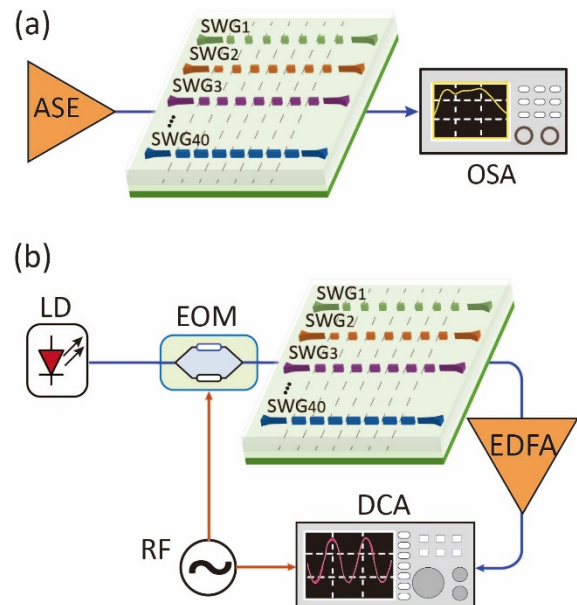 (a)
SWG1
SWG2
SWG3
SWG40
ASE
OSA
(b)
LD
EOM
SWG1
SWG2
SWG3
SWG40
EDFA
DCA
RF